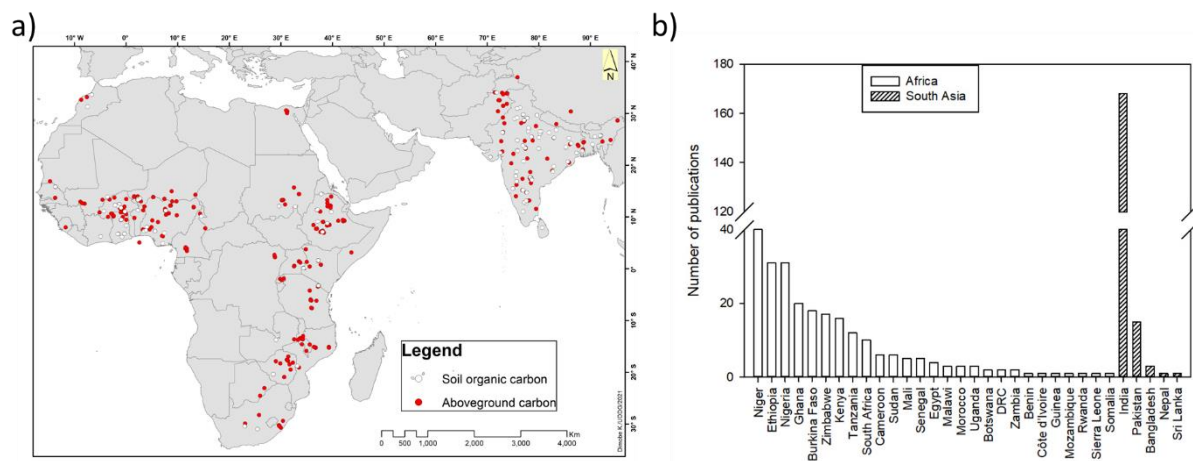 a)
10°W 0° 10°E 20°E 30°E 40°E 50°E 60°E 70°E 80°E 90°E
40°N
N
30°N
20°N
10°N
0°
10°S
20°S
30°S
Legend
Soil organic carbon
Aboveground carbon
0 500 1,000 2,000 3,000 4,000
Km
b)
Number of publications
180
160
140
120
40
20
0
Africa
South Asia
Niger
Ethiopia
Nigeria
Ghana
Burkina Faso
Zimbabwe
Kenya
Tanzania
South Africa
Cameroon
Sudan
Mali
Senegal
Egypt
Malawi
Morocco
Uganda
Botswana
DRC
Zambia
Benin
Côte d'Ivoire
Guinea
Mozambique
Rwanda
Sierra Leone
Somalia
India
Pakistan
Bangladesh
Nepal
Sri Lanka